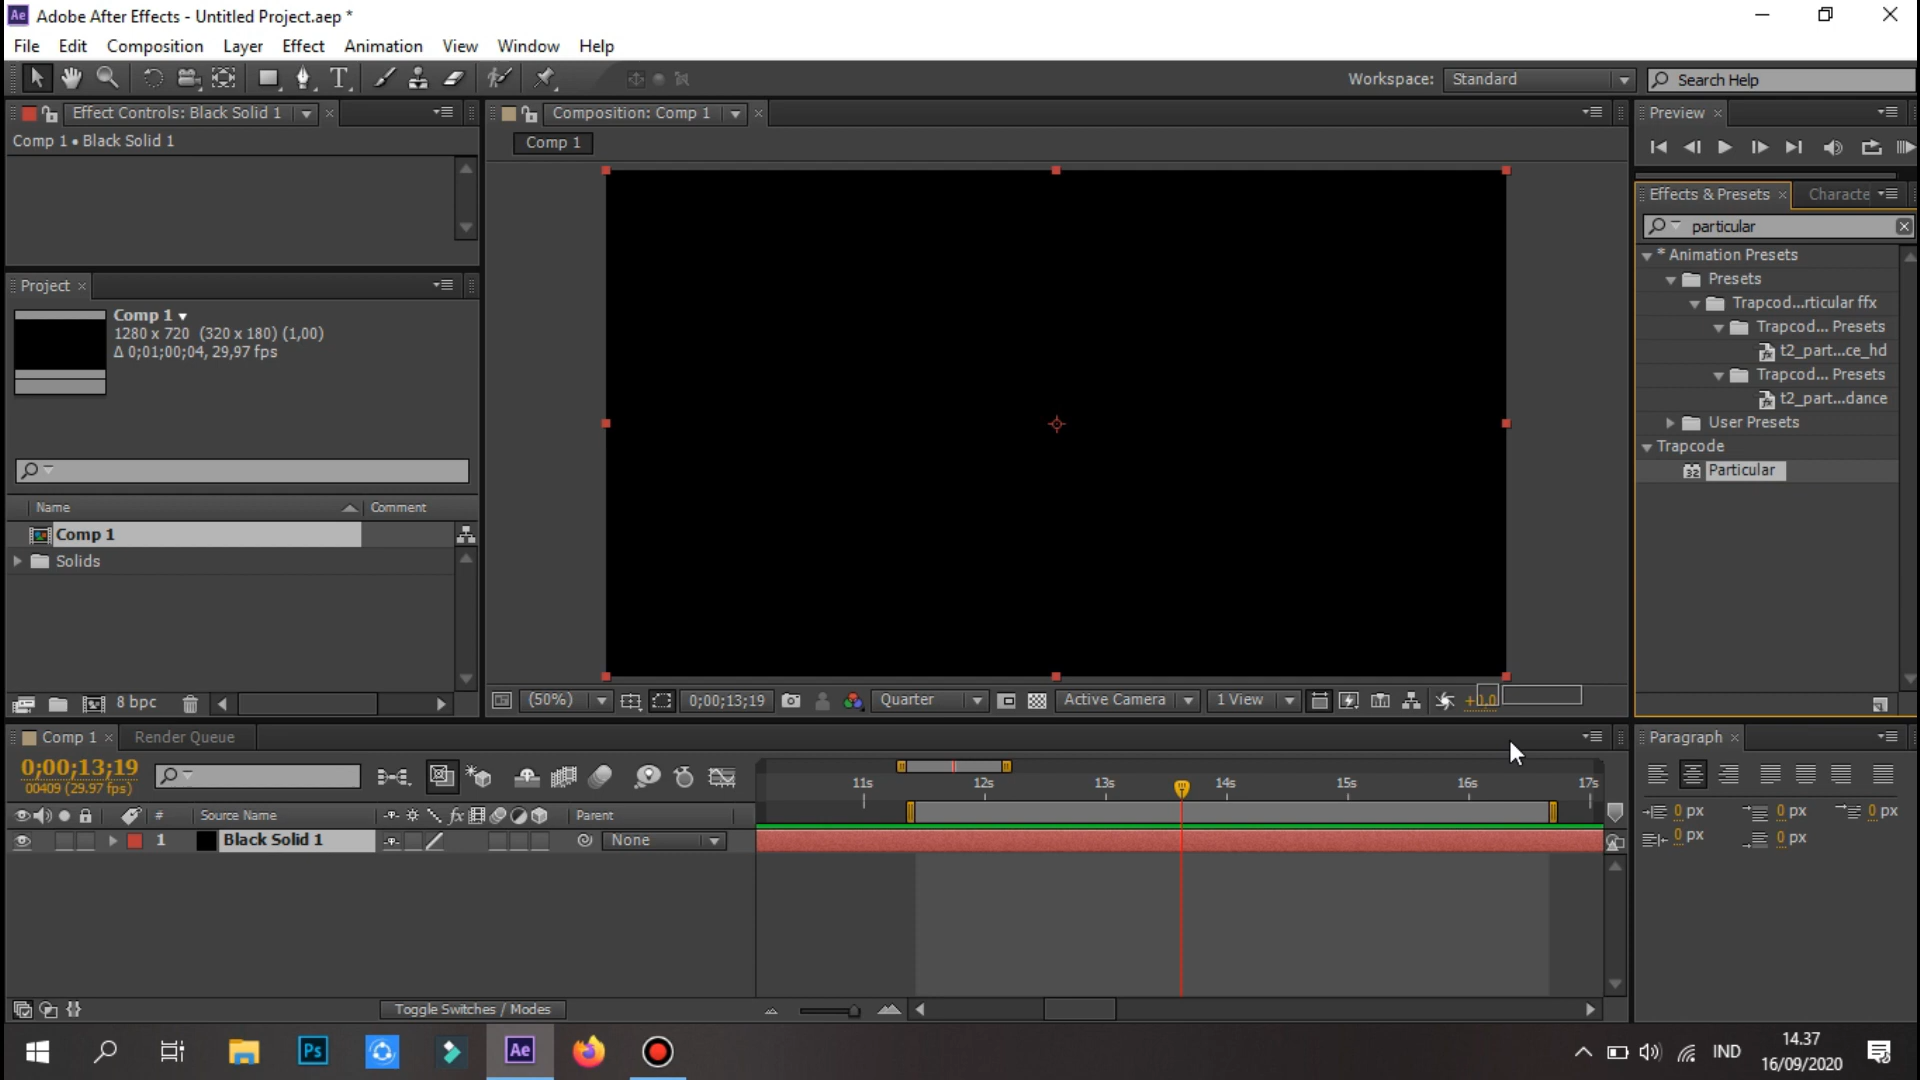 Ae Adobe After Effects - Untitled Project.aep *
File Edit Composition Layer Effect Animation View Window Help
T Workspace: Standard Search Help
Effect Controls: Black Solid 1
Comp 1 • Black Solid 1
Project
Comp 1
1280 x 720 (320 x 180) (1,00)
Δ 0;01;00;04, 29,97 fps
Name Comment
Comp 1
Solids
8 bpc
Composition: Comp 1
Comp 1
(50%) 0;00;13;19 Quarter Active Camera 1 View +0,0
Preview
Effects & Presets Characte
particular
* Animation Presets
Presets
Trapcod...rticular ffx
Trapcod... Presets
t2_part...ce_hd
Trapcod... Presets
t2_part...dance
User Presets
Trapcode
32 Particular
Comp 1 Render Queue
0;00;13;19
00409 (29.97 fps)
# Source Name fx Parent
1 Black Solid 1 None
11s 12s 13s 14s 15s 16s 17s
Toggle Switches / Modes
Paragraph
0 px 0 px 0 px
0 px 0 px
Ps Ae IND 14.37
16/09/2020